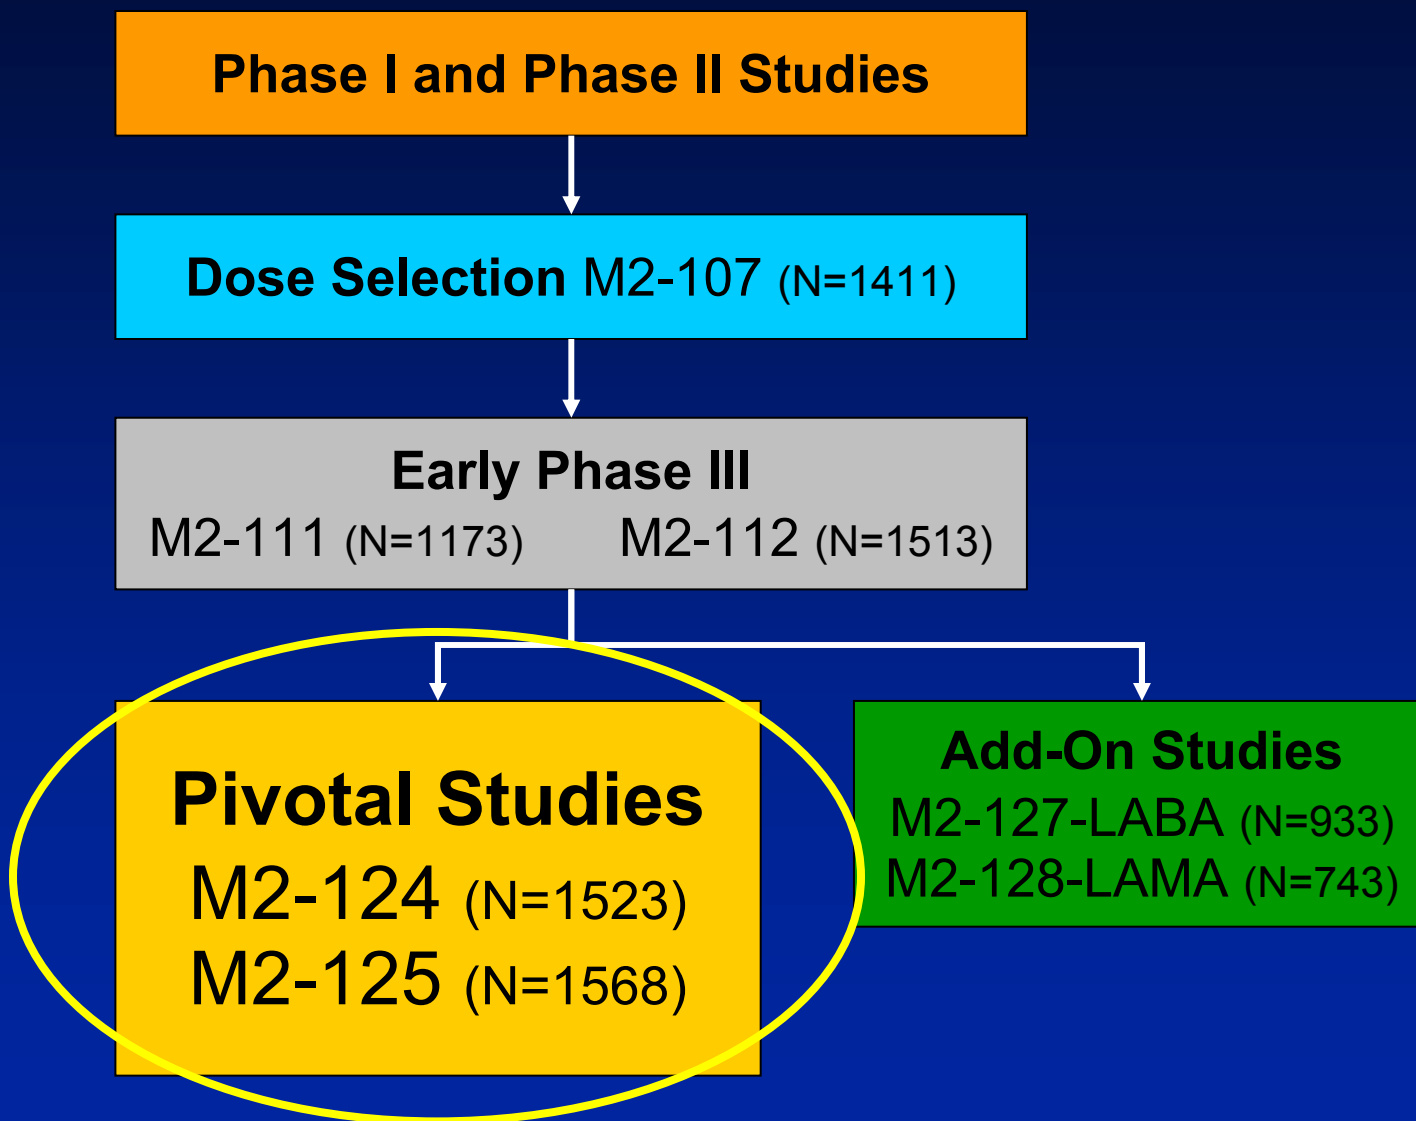 Phase I and Phase II Studies
Dose Selection M2-107 (N=1411)
Early Phase III
M2-111 (N=1173) M2-112 (N=1513)
Pivotal Studies
M2-124 (N=1523)
M2-125 (N=1568)
Add-On Studies
M2-127-LABA (N=933)
M2-128-LAMA (N=743)